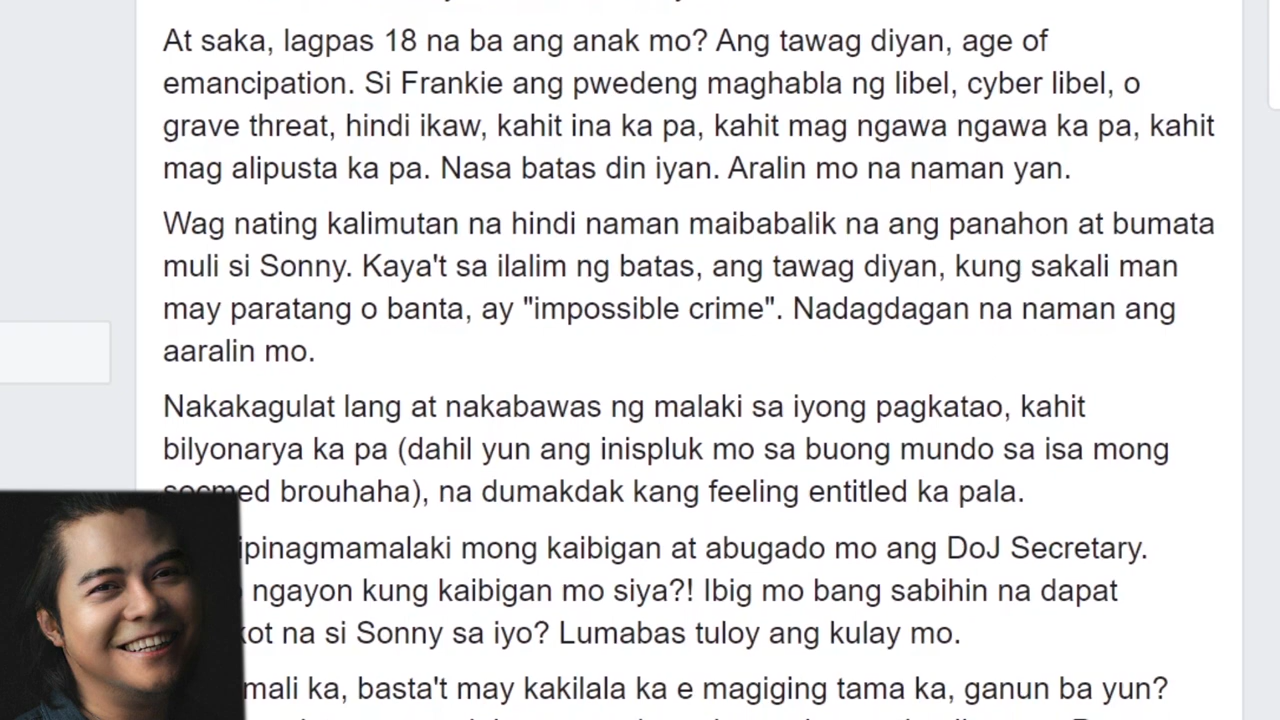 At saka, lagpas 18 na ba ang anak mo? Ang tawag diyan, age of
emancipation. Si Frankie ang pwedeng maghabla ng libel, cyber libel, o
grave threat, hindi ikaw, kahit ina ka pa, kahit mag ngawa ngawa ka pa, kahit
mag alipusta ka pa. Nasa batas din iyan. Aralin mo na naman yan.
Wag nating kalimutan na hindi naman maibabalik na ang panahon at bumata
muli si Sonny. Kaya't sa ilalim ng batas, ang tawag diyan, kung sakali man
may paratang o banta, ay "impossible crime". Nadagdagan na naman ang
aaralin mo.
Nakakagulat lang at nakabawas ng malaki sa iyong pagkatao, kahit
bilyonarya ka pa (dahil yun ang inispluk mo sa buong mundo sa isa mong
socmed brouhaha), na dumakdak kang feeling entitled ka pala.
ipinagmamalaki mong kaibigan at abugado mo ang DoJ Secretary.
ngayon kung kaibigan mo siya?! Ibig mo bang sabihin na dapat
na si Sonny sa iyo? Lumabas tuloy ang kulay mo.
mali ka, basta't may kakilala ka e magiging tama ka, ganun ba yun?